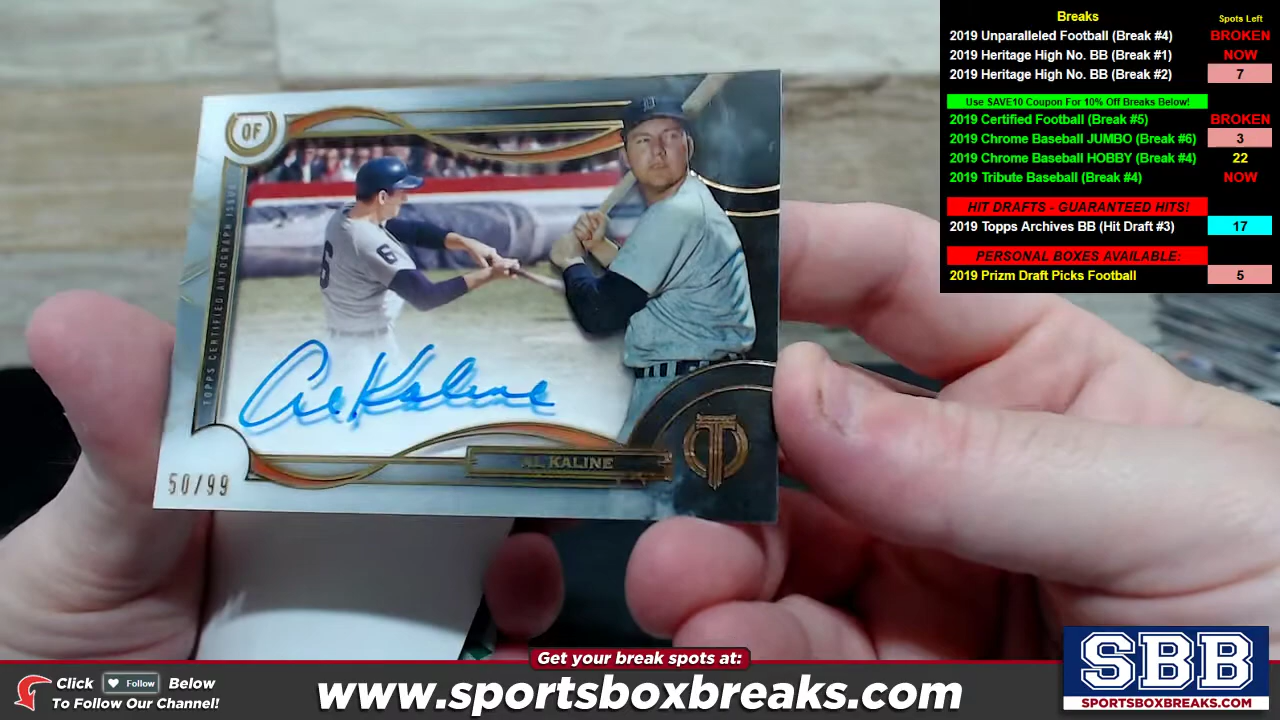 OF
TOPPS CERTIFIED AUTOGRAPH ISSUE
6
6
D
Al Kaline
AL KALINE
T
50/99
Breaks Spots Left
2019 Unparalleled Football (Break #4) BROKEN
2019 Heritage High No. BB (Break #1) NOW
2019 Heritage High No. BB (Break #2) 7
Use SAVE10 Coupon For 10% Off Breaks Below!
2019 Certified Football (Break #5) BROKEN
2019 Chrome Baseball JUMBO (Break #6) 3
2019 Chrome Baseball HOBBY (Break #4) 22
2019 Tribute Baseball (Break #4) NOW
HIT DRAFTS - GUARANTEED HITS!
2019 Topps Archives BB (Hit Draft #3) 17
PERSONAL BOXES AVAILABLE:
2019 Prizm Draft Picks Football 5
Get your break spots at:
Click Follow Below
To Follow Our Channel!
www.sportsboxbreaks.com
SBB
SPORTSBOXBREAKS.COM